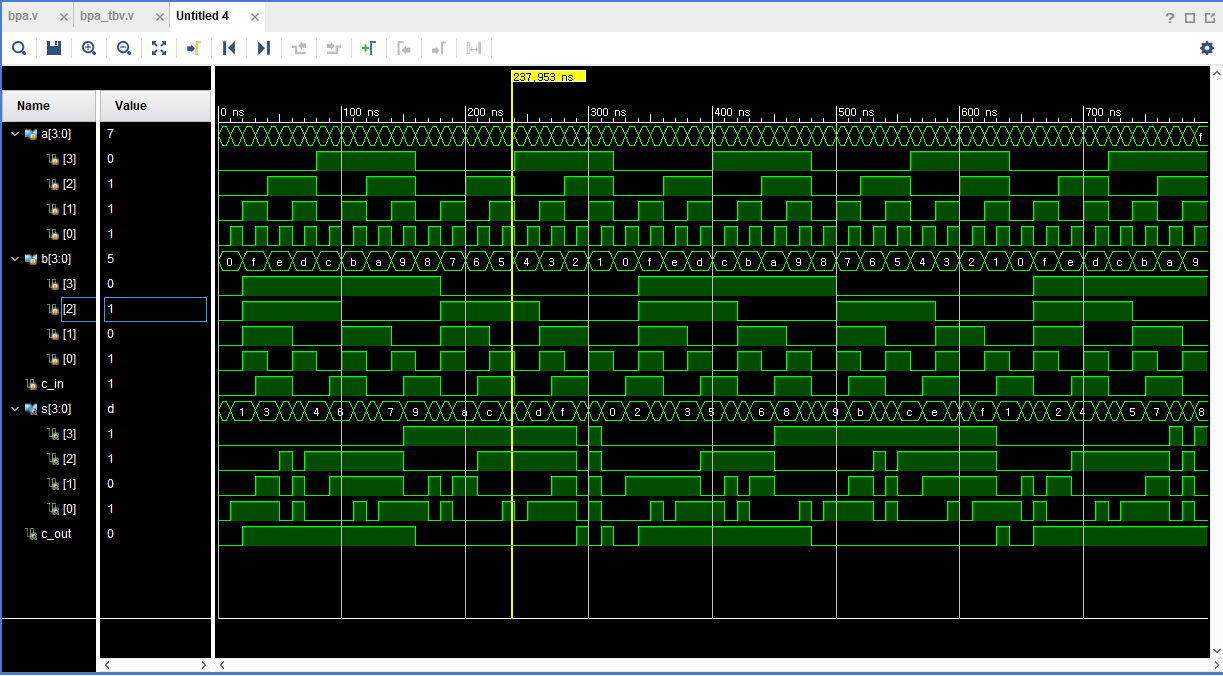 bpa.v × bpa_tbv.v × Untitled 4 ×
?
237,953 ns
Name Value
0 ns 100 ns 200 ns 300 ns 400 ns 500 ns 600 ns 700 ns
a[3:0] 7 f
[3] 0
[2] 1
[1] 1
[0] 1
b[3:0] 5 0 f e d c b a 9 8 7 6 5 4 3 2 1 0 f e d c b a 9 8 7 6 5 4 3 2 1 0 f e d c b a 9
[3] 0
[2] 1
[1] 0
[0] 1
c_in 1
s[3:0] d 1 3 4 6 7 9 a c d f 0 2 3 5 6 8 9 b c e f 1 2 4 5 7 8
[3] 1
[2] 1
[1] 0
[0] 1
c_out 0